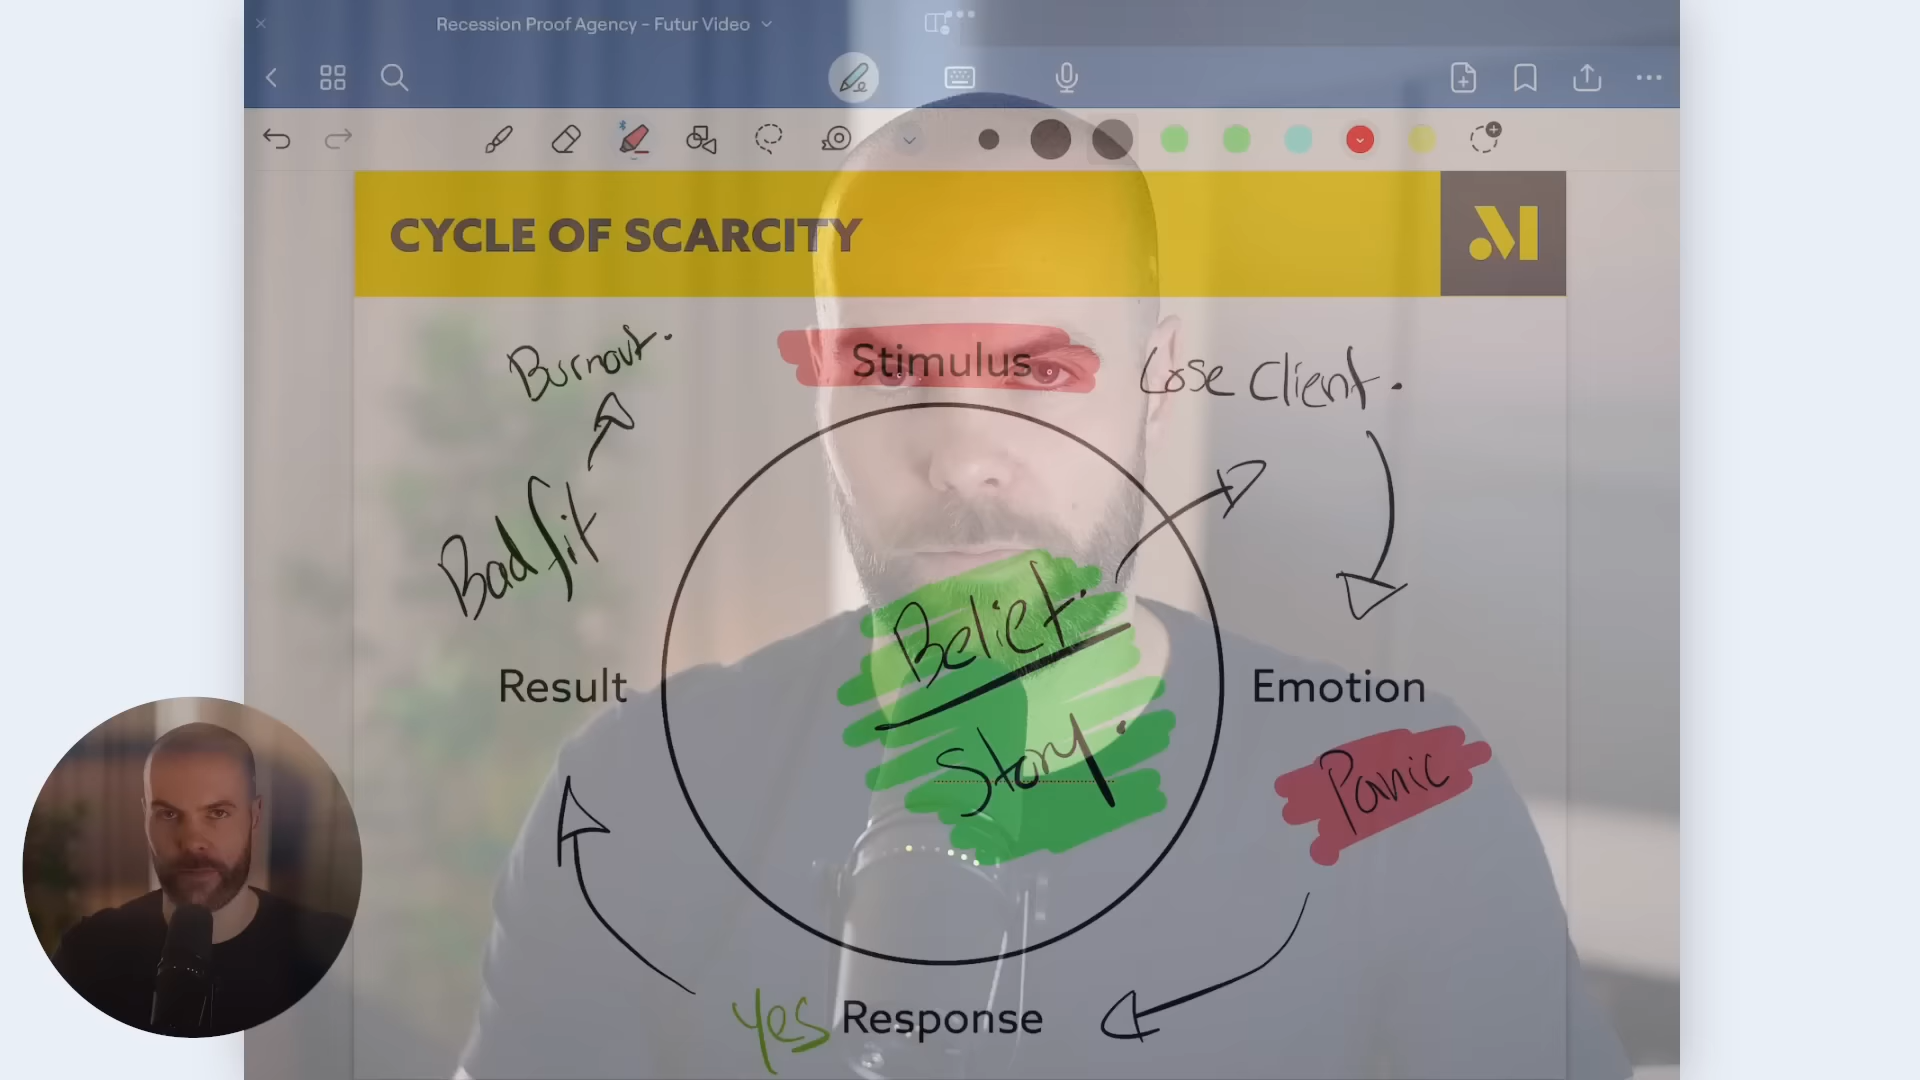 Recession Proof Agency - Futur Video
CYCLE OF SCARCITY
Burnout.
Stimulus
Lose Client.
Bad fit
Belief.
Result
Emotion
Story.
Panic
Yes Response